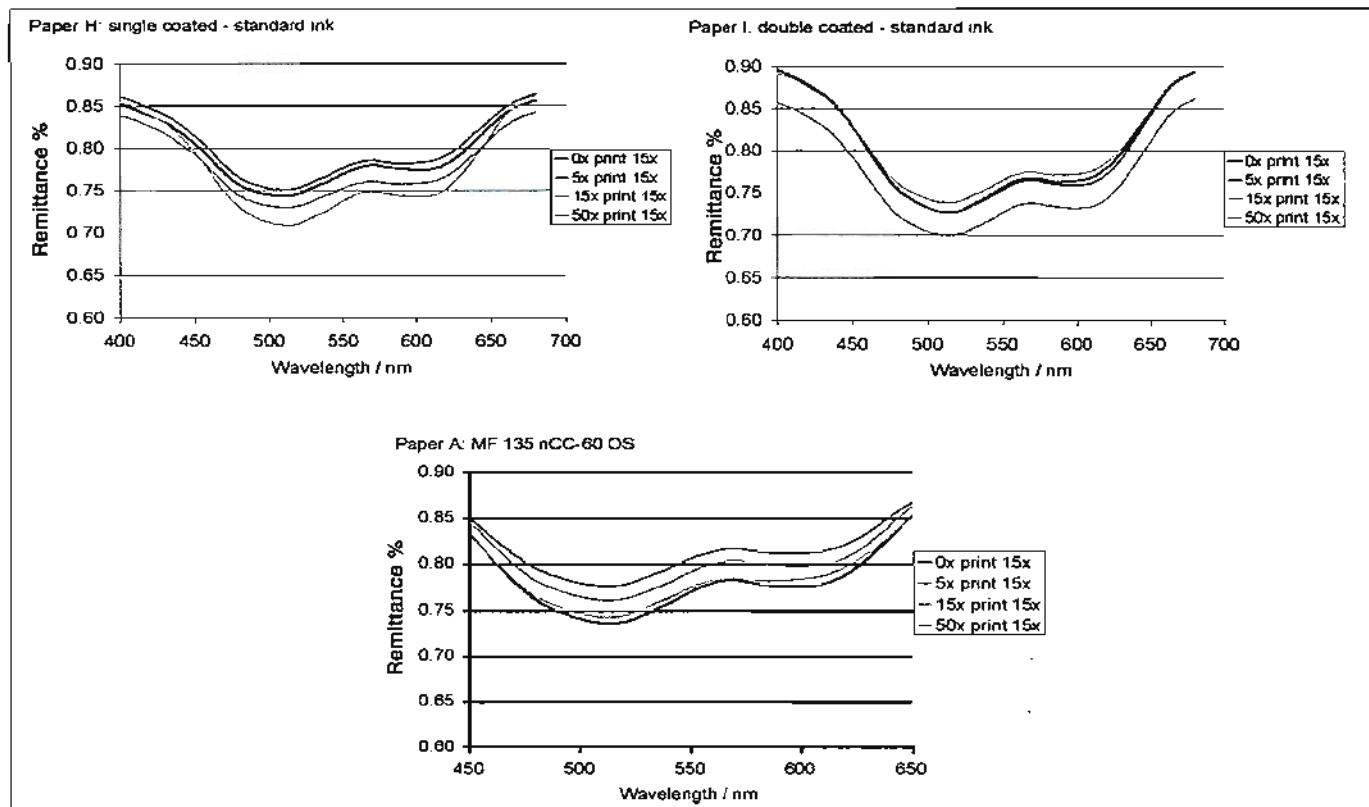 Paper H: single coated - standard ink
Remittance %
0.90
0.85
0.80
0.75
0.70
0.65
0.60
400 450 500 550 600 650 700
Wavelength / nm
0x print 15x
5x print 15x
15x print 15x
50x print 15x
Paper I. double coated - standard ink
Remittance %
0.90
0.85
0.80
0.75
0.70
0.65
0.60
400 450 500 550 600 650 700
Wavelength / nm
0x print 15x
5x print 15x
15x print 15x
50x print 15x
Paper A: MF 135 nCC-60 OS
Remittance %
0.90
0.85
0.80
0.75
0.70
0.65
0.60
450 500 550 600 650
Wavelength / nm
0x print 15x
5x print 15x
15x print 15x
50x print 15x